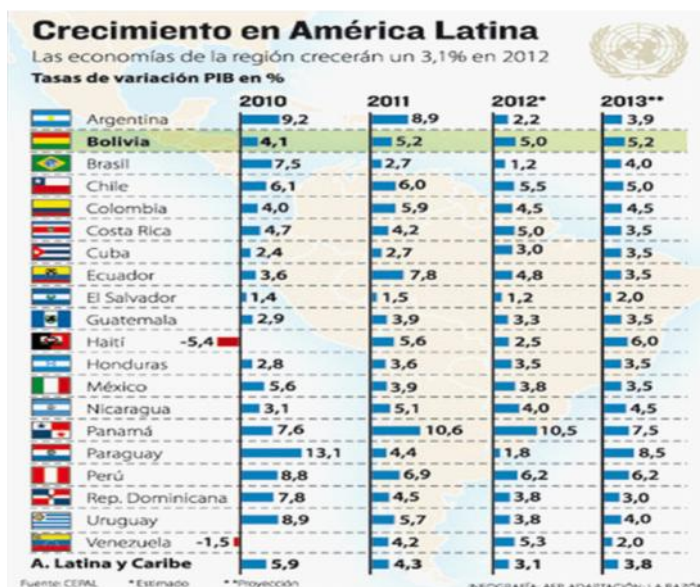 Crecimiento en América Latina
Las economías de la región crecerán un 3,1% en 2012
Tasas de variación PIB en %
2010 2011 2012* 2013**
Argentina 9,2 8,9 2,2 3,9
Bolivia 4,1 5,2 5,0 5,2
Brasil 7,5 2,7 1,2 4,0
Chile 6,1 6,0 5,5 5,0
Colombia 4,0 5,9 4,5 4,5
Costa Rica 4,7 4,2 5,0 3,5
Cuba 2,4 2,7 3,0 3,5
Ecuador 3,6 7,8 4,8 3,5
El Salvador 1,4 1,5 1,2 2,0
Guatemala 2,9 3,9 3,3 3,5
Haití -5,4 5,6 2,5 6,0
Honduras 2,8 3,6 3,5 3,5
México 5,6 3,9 3,8 3,5
Nicaragua 3,1 5,1 4,0 4,5
Panamá 7,6 10,6 10,5 7,5
Paraguay 13,1 4,4 1,8 8,5
Perú 8,8 6,9 6,2 6,2
Rep. Dominicana 7,8 4,5 3,8 3,0
Uruguay 8,9 5,7 3,8 4,0
Venezuela -1,5 4,2 5,3 2,0
A. Latina y Caribe 5,9 4,3 3,1 3,8
Fuente: CEPAL *Estimado **Proyección